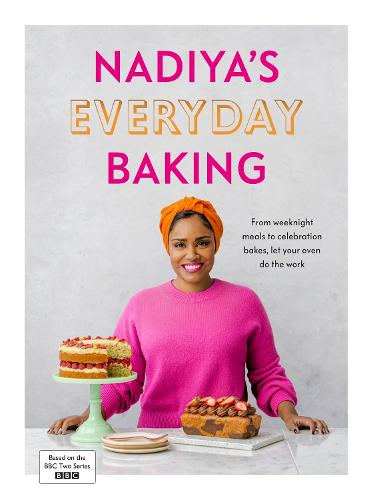 NADIYA'S
EVERYDAY
BAKING
From weeknight
meals to celebration
bakes, let your oven
do the work
Based on the
BBC Two Series
BBC